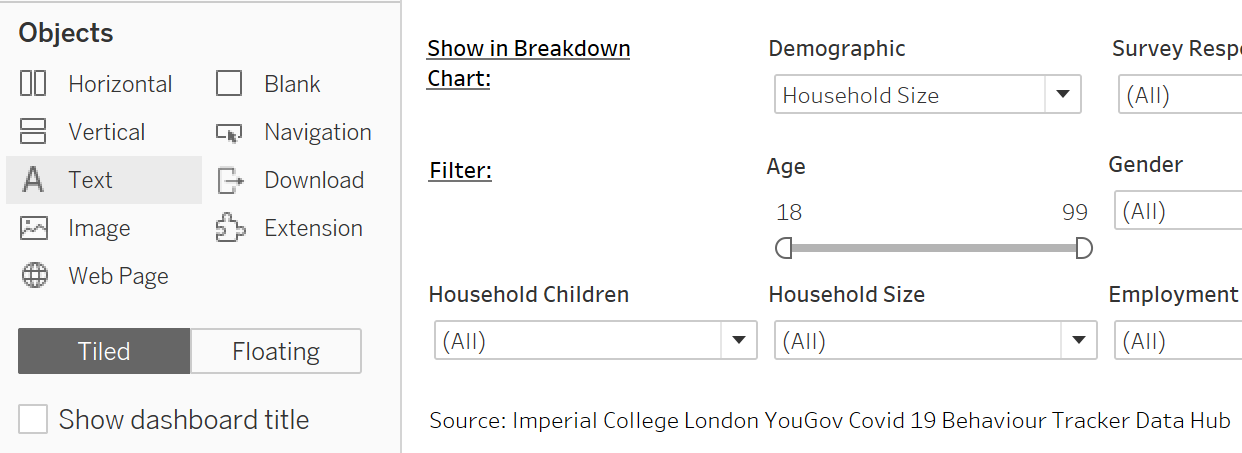 Objects
Horizontal
Blank
Vertical
Navigation
Text
Download
Image
Extension
Web Page
Tiled
Floating
Show dashboard title
Show in Breakdown
Chart:
Demographic
Household Size
Survey Respo
(All)
Filter:
Age
18
99
Gender
(All)
Household Children
(All)
Household Size
(All)
Employment
(All)
Source: Imperial College London YouGov Covid 19 Behaviour Tracker Data Hub